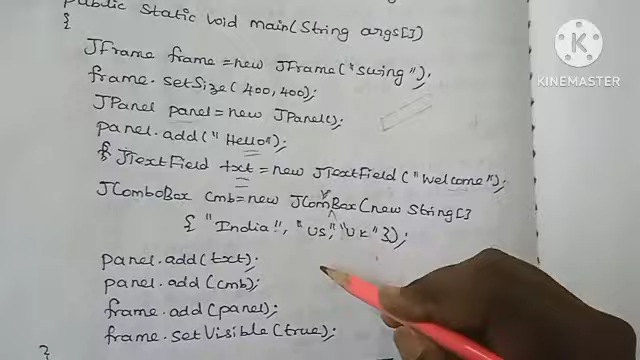 public static void main(String args[])
{
JFrame frame = new JFrame("Swing");
frame.setSize(400,400);
JPanel panel = new JPanel();
panel.add("Hello");
{ JTextField txt = new JTextField("Welcome");
JComboBox cmb = new JComBox(new String[]
{ "India", "US", "UK" });
panel.add(txt);
panel.add(cmb);
frame.add(panel);
frame.setVisible(true);
}
KINEMASTER